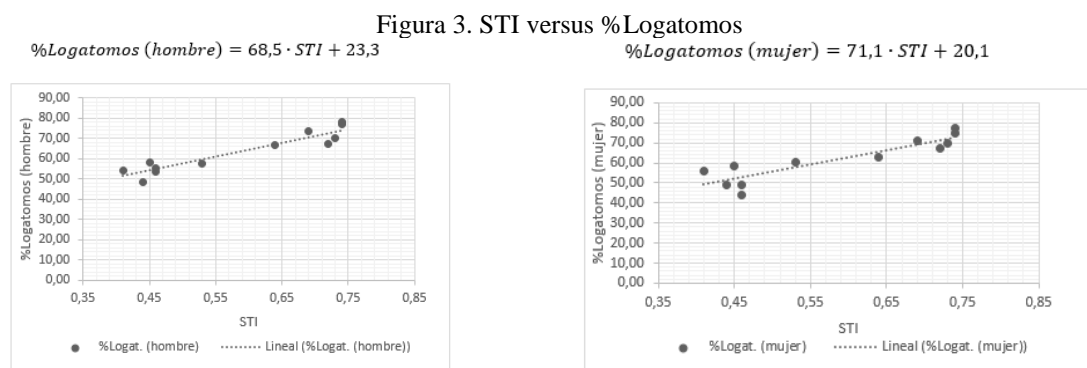 Figura 3. STI versus %Logatomos
%Logatomos (hombre) = 68,5 · STI + 23,3
%Logatomos (mujer) = 71,1 · STI + 20,1
%Logatomos (hombre)
90,00
80,00
70,00
60,00
50,00
40,00
30,00
20,00
10,00
0,00
0,35 0,45 0,55 0,65 0,75 0,85
STI
%Logat. (hombre) Lineal (%Logat. (hombre))
%Logatomos (mujer)
90,00
80,00
70,00
60,00
50,00
40,00
30,00
20,00
10,00
0,00
0,35 0,45 0,55 0,65 0,75 0,85
STI
%Logat. (mujer) Lineal (%Logat. (mujer))